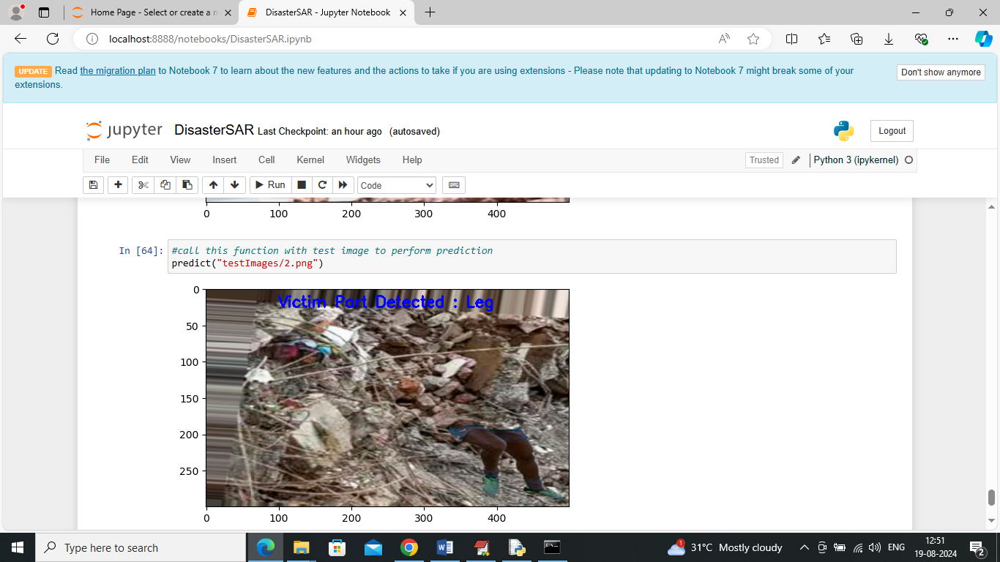 Home Page - Select or create a n
DisasterSAR - Jupyter Notebook
localhost:8888/notebooks/DisasterSAR.ipynb
UPDATE Read the migration plan to Notebook 7 to learn about the new features and the actions to take if you are using extensions - Please note that updating to Notebook 7 might break some of your
extensions.
Don't show anymore
jupyter DisasterSAR Last Checkpoint: an hour ago (autosaved)
Logout
File Edit View Insert Cell Kernel Widgets Help
Trusted
Python 3 (ipykernel)
Run
Code
0 100 200 300 400
In [64]: #call this function with test image to perform prediction
predict("testImages/2.png")
Victim Part Detected : Leg
0
50
100
150
200
250
0 100 200 300 400
Type here to search
1
31°C Mostly cloudy
ENG
12:51
19-08-2024
2